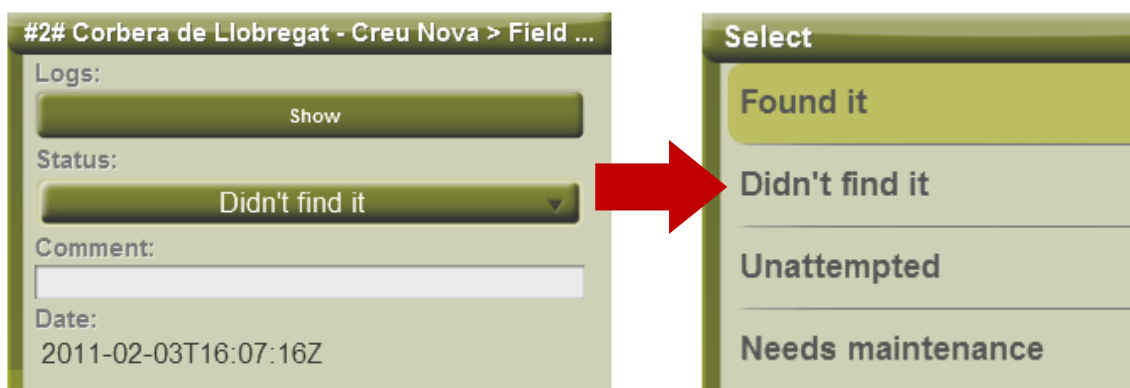 #2# Corbera de Llobregat - Creu Nova > Field ...
Logs:
Show
Status:
Didn't find it
Comment:
Date:
2011-02-03T16:07:16Z
Select
Found it
Didn't find it
Unattempted
Needs maintenance